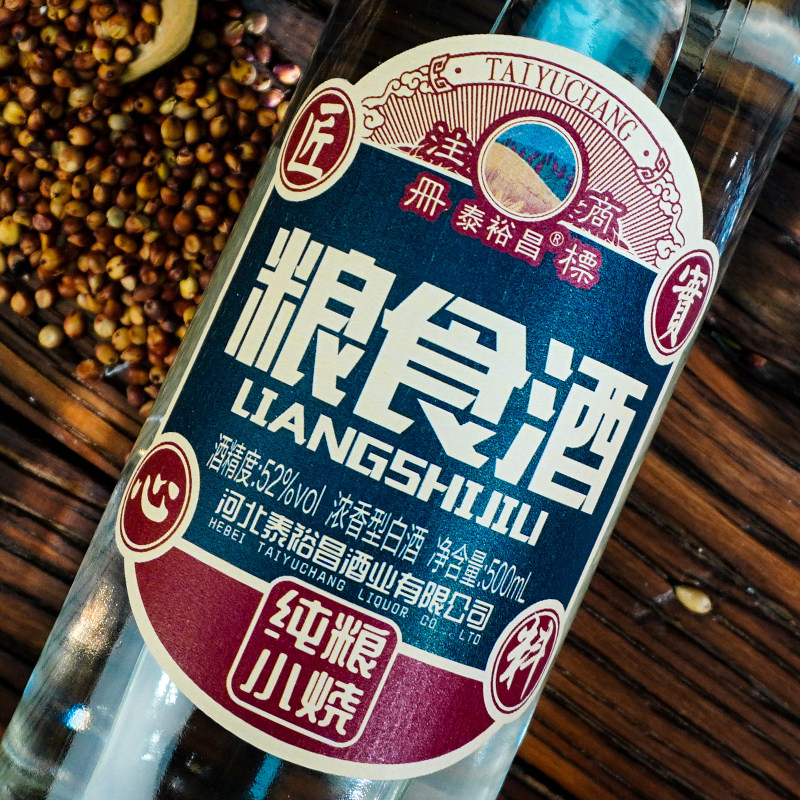 TAIYUCHANG
注册商標
泰裕昌®
匠
實
粮食酒
LIANGSHIJIU
酒精度:52%vol 浓香型白酒 净含量:500mL
河北泰裕昌酒业有限公司
HEBEI TAIYUCHANG LIQUOR CO LTD
心
料
纯粮
小烧